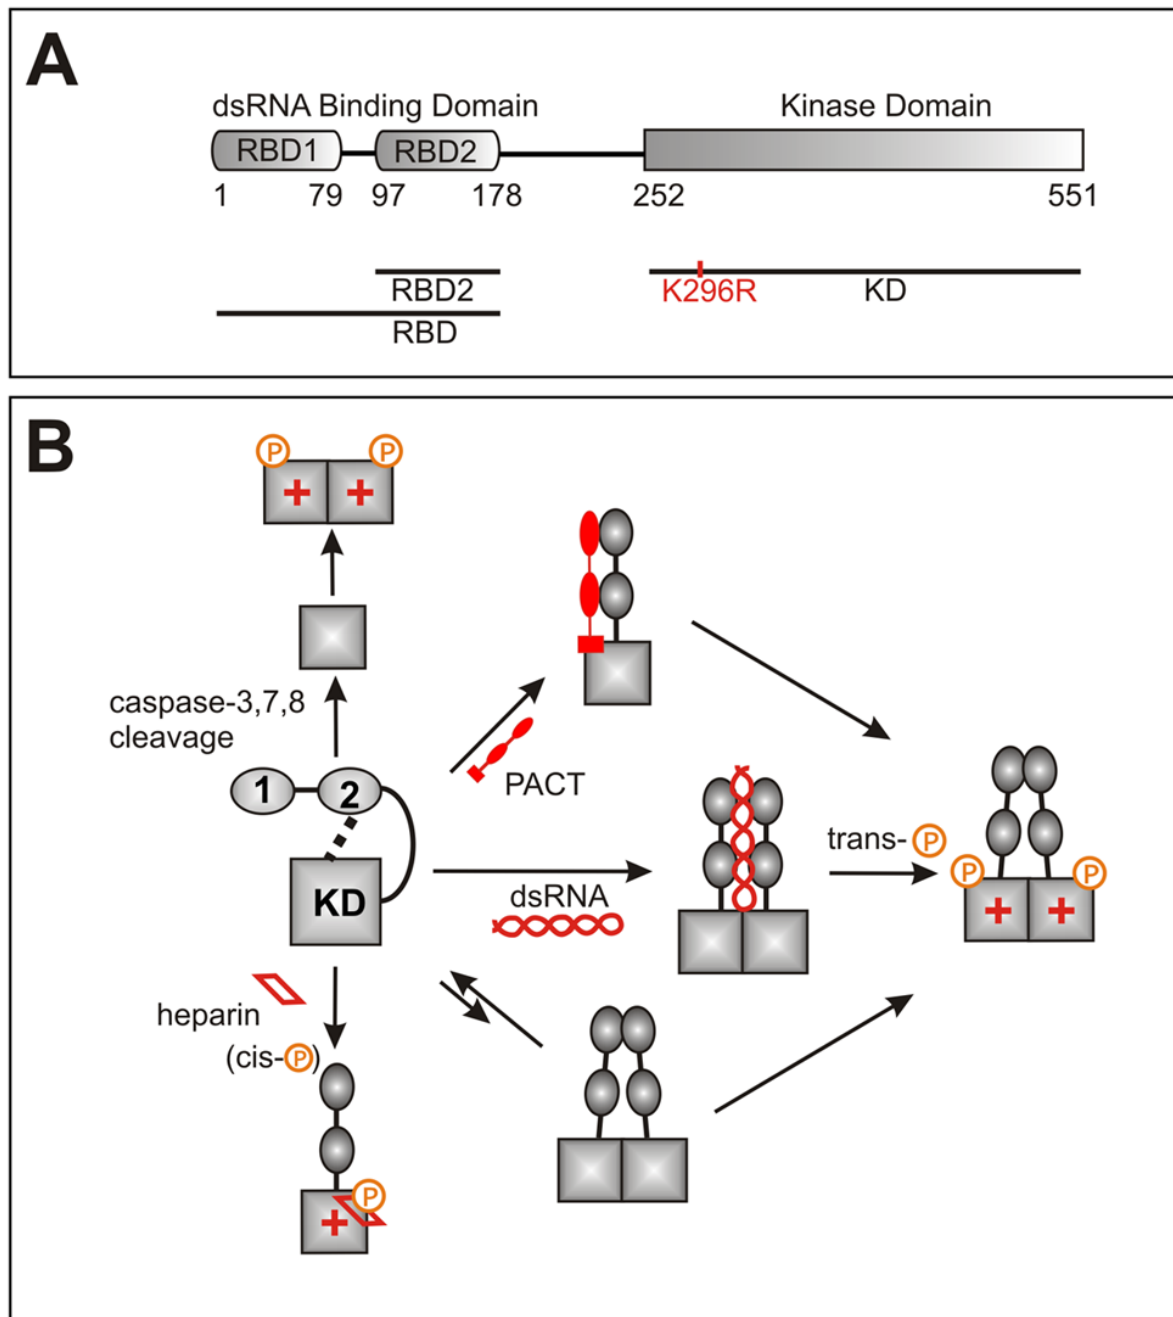 A
dsRNA Binding Domain
Kinase Domain
RBD1
RBD2
1
79
97
178
252
551
RBD2
K296R
KD
RBD
B
P
P
+ +
caspase-3,7,8
cleavage
PACT
1
2
KD
dsRNA
trans-P
P
P
+ +
heparin
(cis-P)
P
+